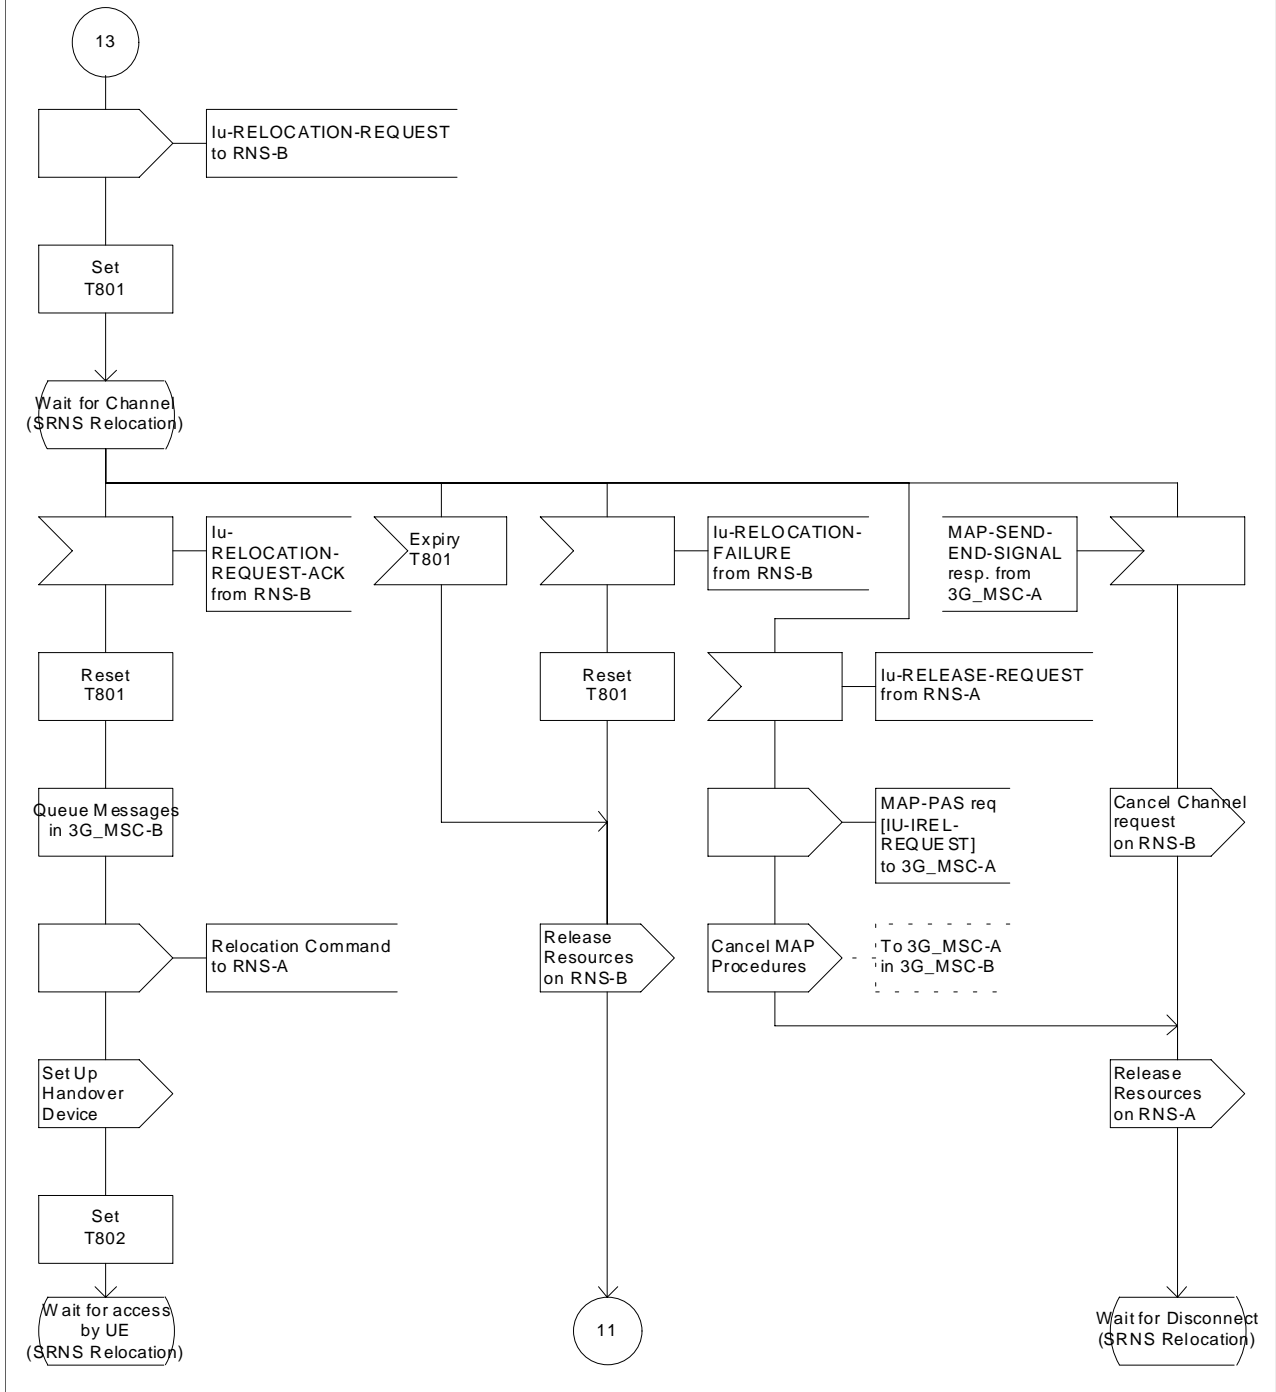 13
Iu-RELOCATION-REQUEST
to RNS-B
Set
T801
Wait for Channel
(SRNS Relocation)
Iu-
RELOCATION-
REQUEST-ACK
from RNS-B
Expiry
T801
Iu-RELOCATION-
FAILURE
from RNS-B
MAP-SEND-
END-SIGNAL
resp. from
3G_MSC-A
Reset
T801
Reset
T801
Iu-RELEASE-REQUEST
from RNS-A
Queue Messages
in 3G_MSC-B
MAP-PAS req
[IU-IREL-
REQUEST]
to 3G_MSC-A
Cancel Channel
request
on RNS-B
Relocation Command
to RNS-A
Release
Resources
on RNS-B
Cancel MAP
Procedures
To 3G_MSC-A
in 3G_MSC-B
Set Up
Handover
Device
Release
Resources
on RNS-A
Set
T802
Wait for access
by UE
(SRNS Relocation)
11
Wait for Disconnect
(SRNS Relocation)